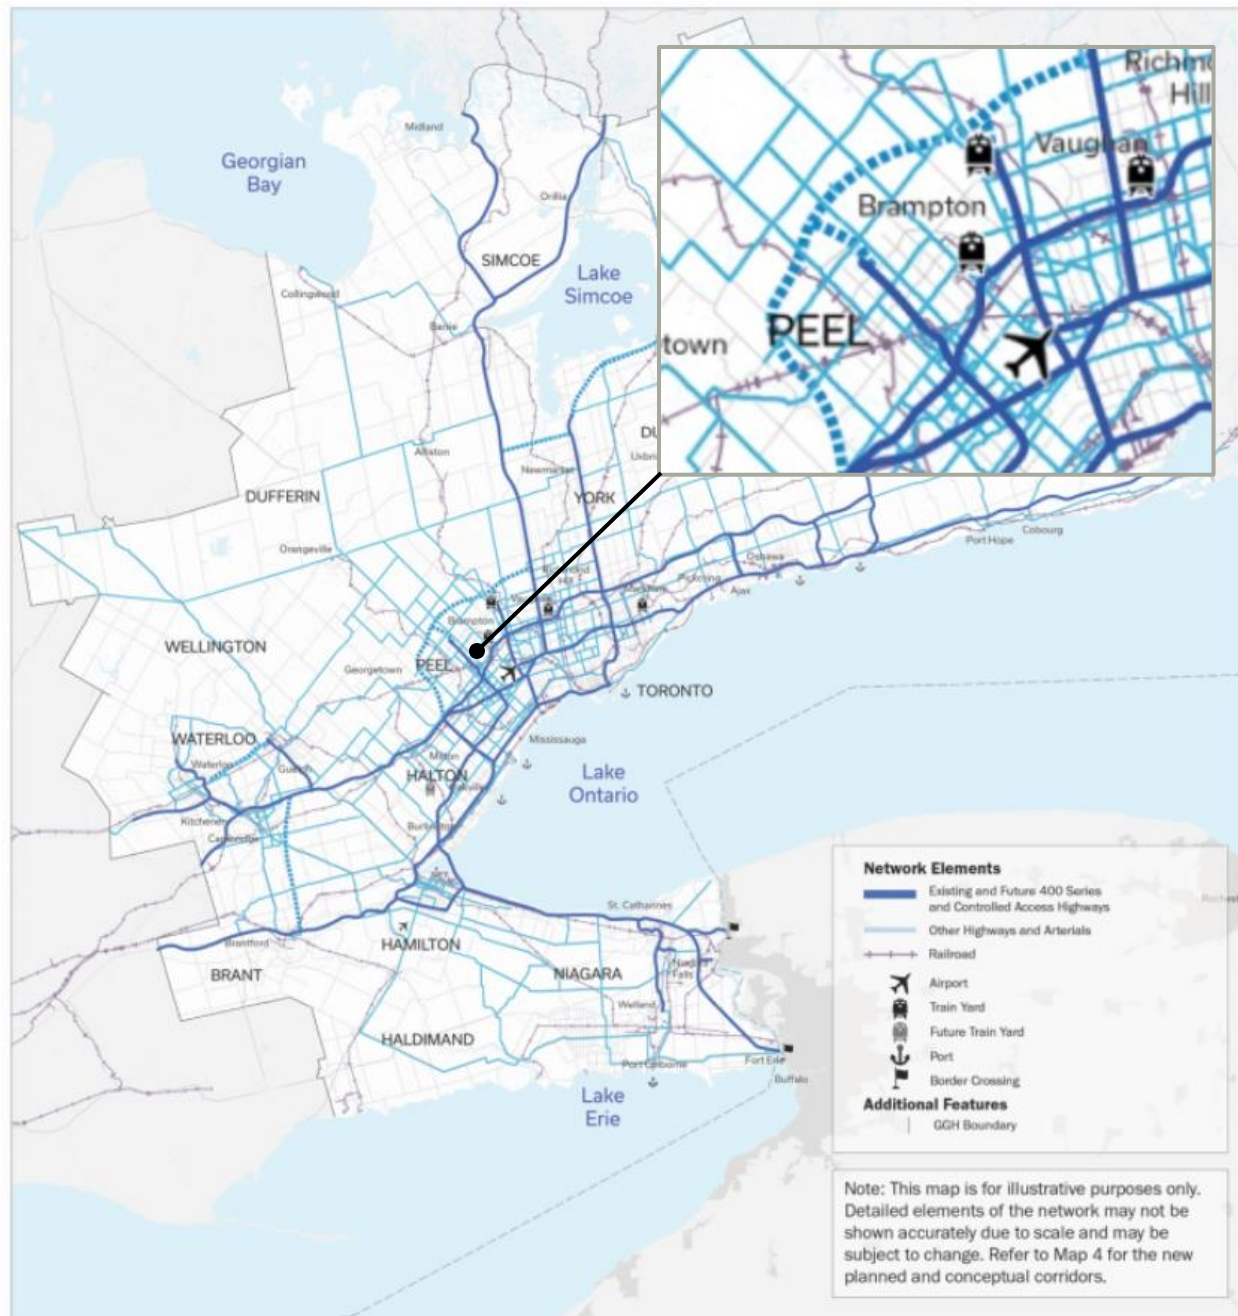 Midland
Georgian
Bay
Orillia
SIMCOE
Lake
Simcoe
Collingwood
Barrie
Alliston
Newmarket
DUFFERIN
YORK
Orangeville
Richmond
Hill
Vaughan
Brampton
PEEL
town
Port Hope
Cobourg
Oshawa
Pickering
Ajax
Markham
Brampton
WELLINGTON
Georgetown
PEEL
TORONTO
WATERLOO
Waterloo
Guelph
Mississauga
Milton
HALTON
Oakville
Lake
Ontario
Kitchener
Cambridge
Burlington
St. Catharines
Brantford
HAMILTON
BRANT
NIAGARA
Niagara
Falls
Welland
HALDIMAND
Port Colborne
Fort Erie
Buffalo
Lake
Erie
Network Elements
Existing and Future 400 Series
and Controlled Access Highways
Other Highways and Arterials
Railroad
Airport
Train Yard
Future Train Yard
Port
Border Crossing
Additional Features
GGH Boundary
Note: This map is for illustrative purposes only.
Detailed elements of the network may not be
shown accurately due to scale and may be
subject to change. Refer to Map 4 for the new
planned and conceptual corridors.